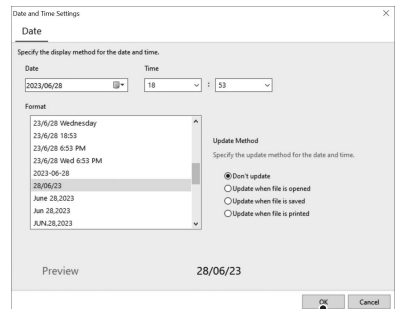 Date and Time Settings
Date
Specify the display method for the date and time.
Date Time
2023/06/28 18 : 53
Format
23/6/28 Wednesday
23/6/28 18:53
23/6/28 6:53 PM
23/6/28 Wed 6:53 PM
2023-06-28
28/06/23
June 28,2023
Jun 28,2023
JUN.28,2023
Update Method
Specify the update method for the date and time.
Don't update
Update when file is opened
Update when file is saved
Update when file is printed
Preview 28/06/23
OK Cancel